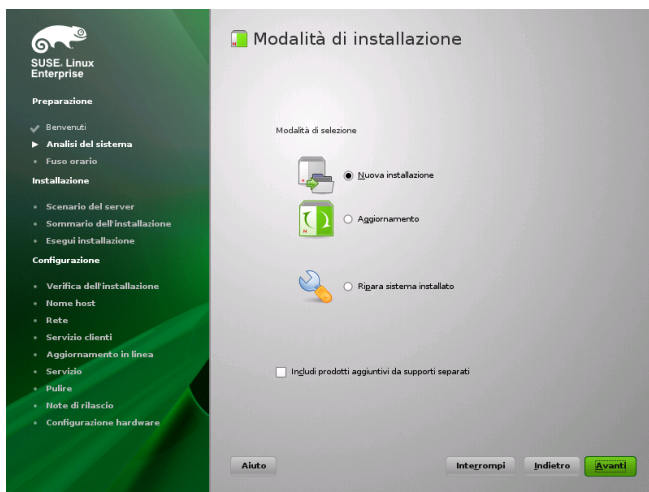 SUSE. Linux
Enterprise
Preparazione
Benvenuti
Analisi del sistema
Fuso orario
Installazione
Scenario del server
Sommario dell'installazione
Esegui installazione
Configurazione
Verifica dell'installazione
Nome host
Rete
Servizio clienti
Aggiornamento in linea
Servizio
Pulire
Note di rilascio
Configurazione hardware
Modalità di installazione
Modalità di selezione
Nuova installazione
Aggiornamento
Ripara sistema installato
Includi prodotti aggiuntivi da supporti separati
Aiuto
Interrompi
Indietro
Avanti